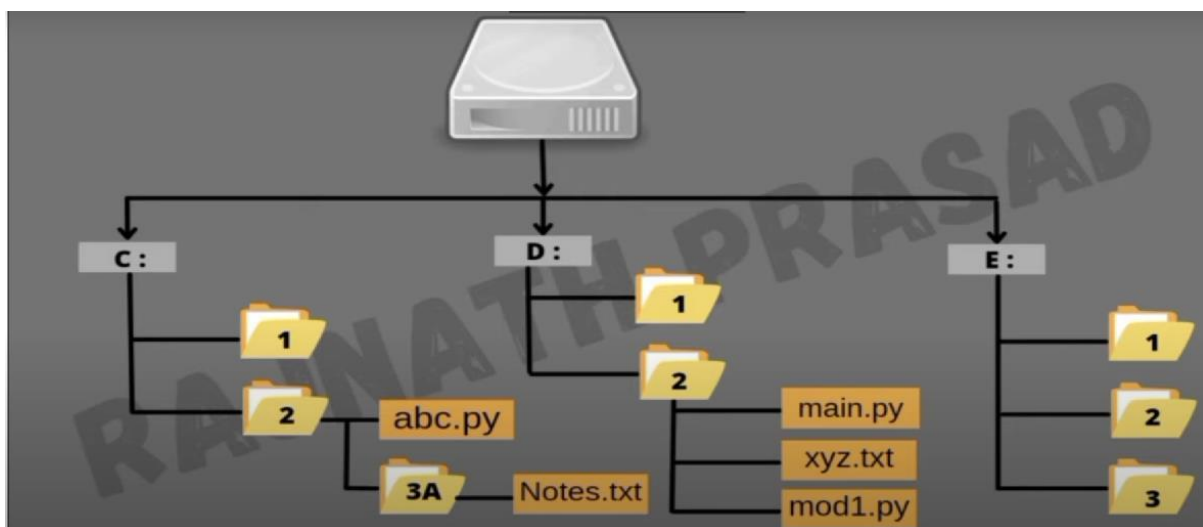 RAJNATH PRASAD
C :
D :
E :
1
2
abc.py
3A
Notes.txt
1
2
main.py
xyz.txt
mod1.py
1
2
3